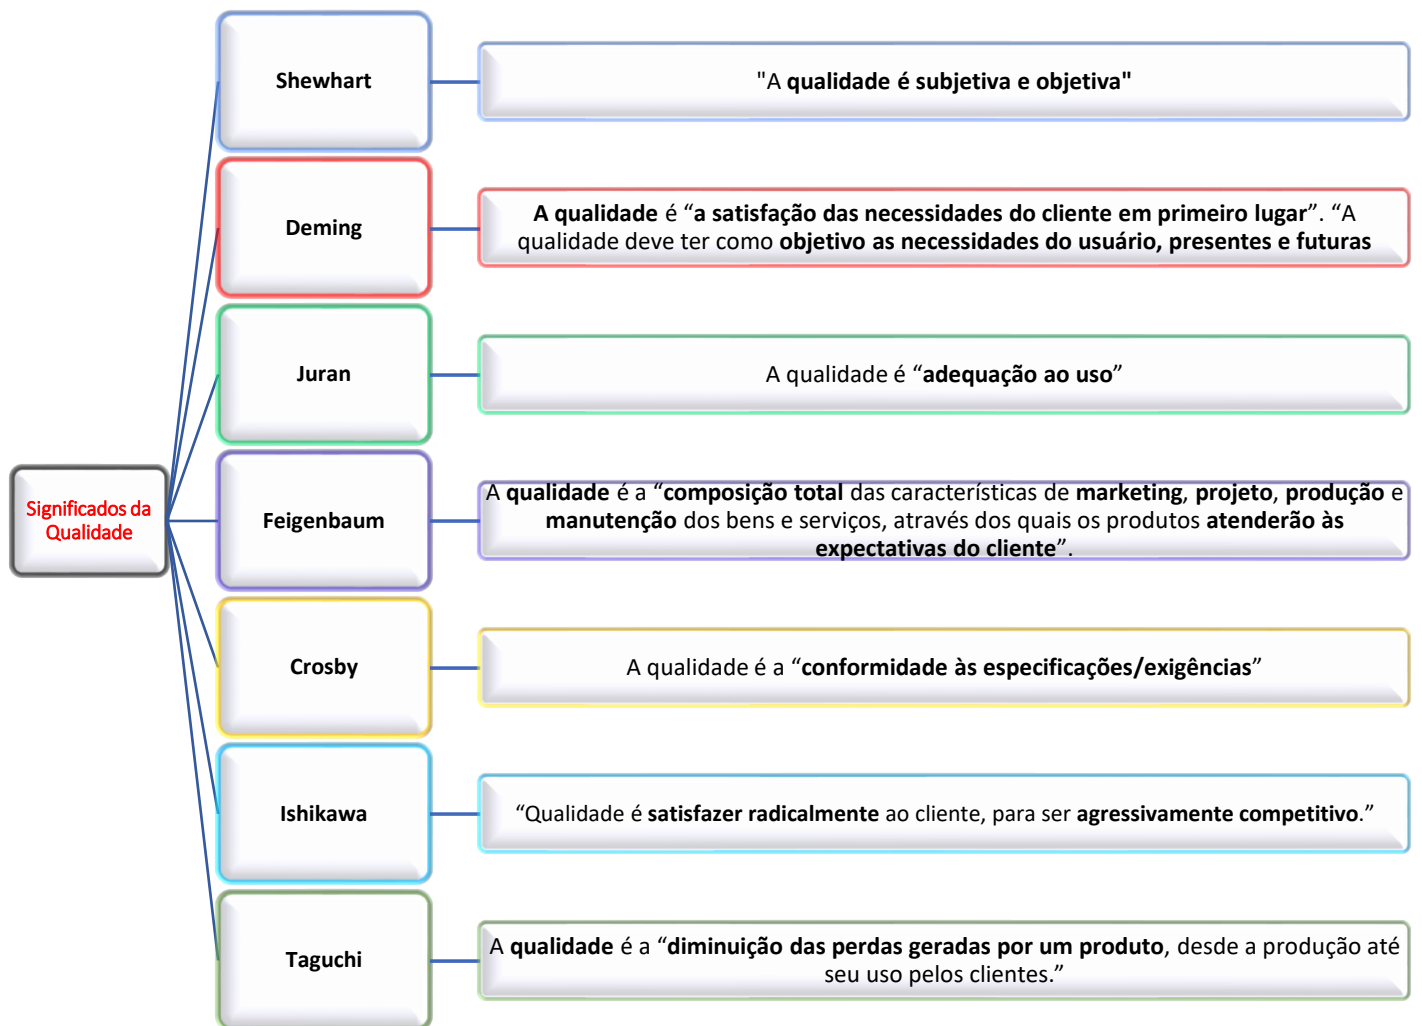 Significados da
Qualidade
Shewhart
"A qualidade é subjetiva e objetiva"
Deming
A qualidade é “a satisfação das necessidades do cliente em primeiro lugar”. “A
qualidade deve ter como objetivo as necessidades do usuário, presentes e futuras
Juran
A qualidade é “adequação ao uso”
Feigenbaum
A qualidade é a “composição total das características de marketing, projeto, produção e
manutenção dos bens e serviços, através dos quais os produtos atenderão às
expectativas do cliente”.
Crosby
A qualidade é a “conformidade às especificações/exigências”
Ishikawa
“Qualidade é satisfazer radicalmente ao cliente, para ser agressivamente competitivo.”
Taguchi
A qualidade é a “diminuição das perdas geradas por um produto, desde a produção até
seu uso pelos clientes.”